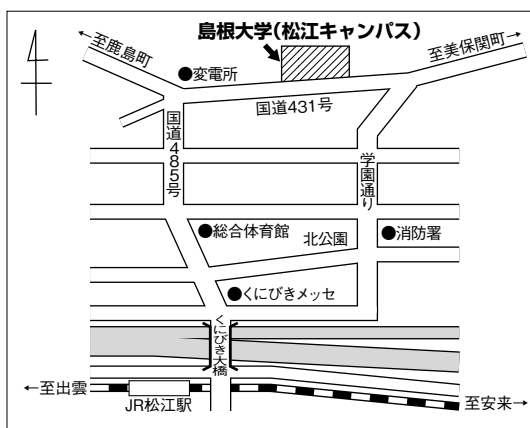 島根大学(松江キャンパス)
←至鹿島町
至美保関町→
●変電所
国道431号
国道485号
学園通り
●総合体育館
北公園
●消防署
●くにびきメッセ
くにびき大橋
←至出雲
JR松江駅
至安来→